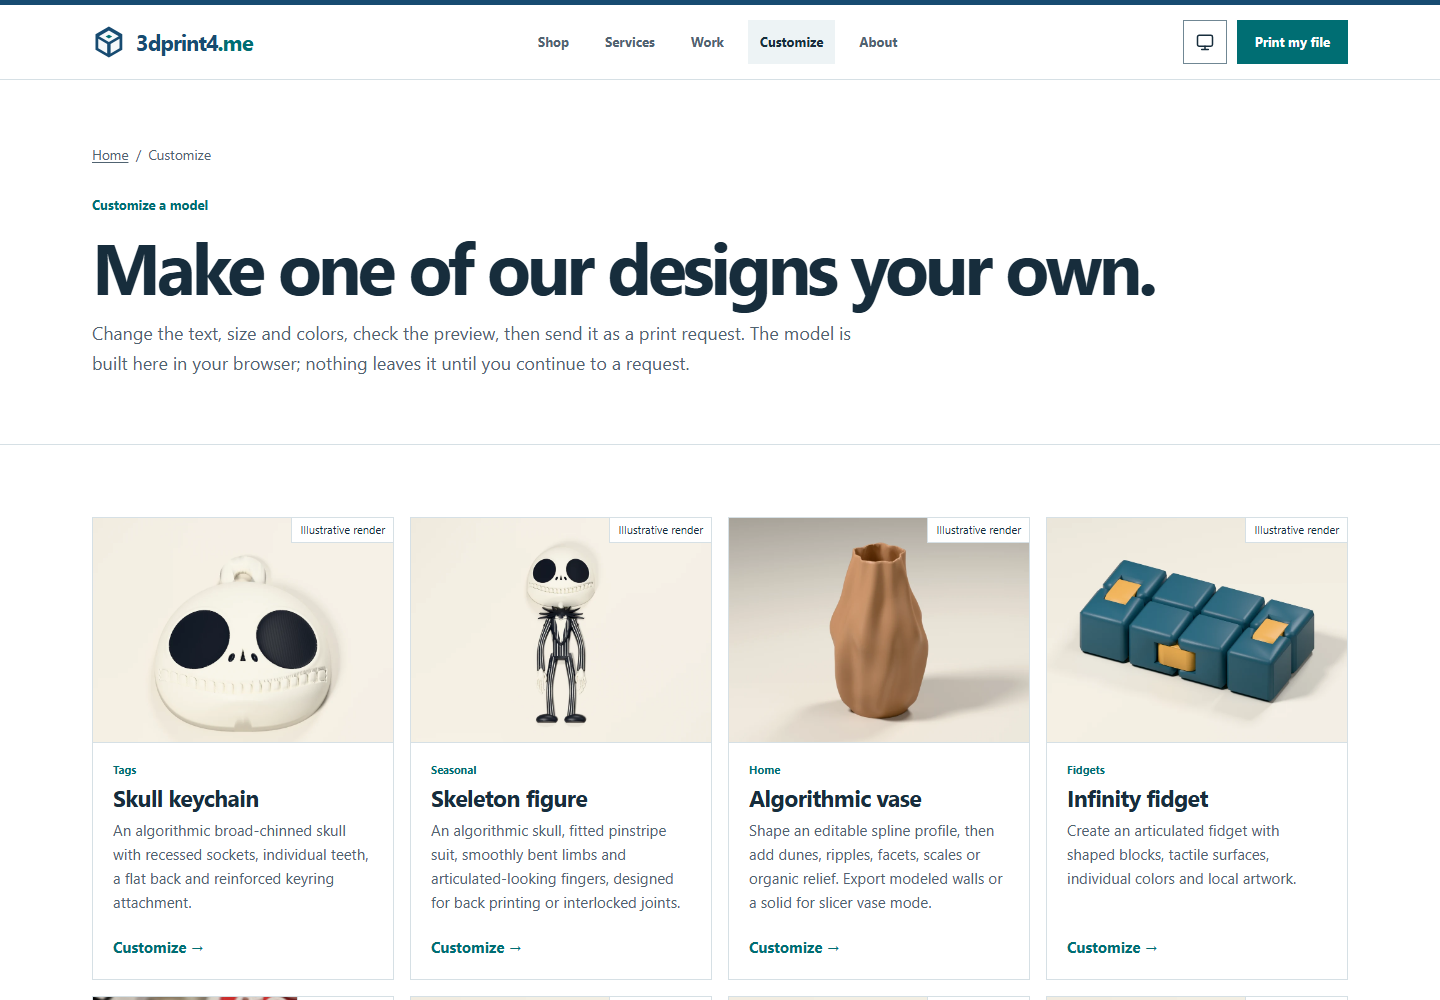 3dprint4.me
Shop
Services
Work
Customize
About
Print my file
Home / Customize
Customize a model
Make one of our designs your own.
Change the text, size and colors, check the preview, then send it as a print request. The model is
built here in your browser; nothing leaves it until you continue to a request.
Illustrative render
Tags
Skull keychain
An algorithmic broad-chinned skull
with recessed sockets, individual teeth,
a flat back and reinforced keyring
attachment.
Customize →
Illustrative render
Seasonal
Skeleton figure
An algorithmic skull, fitted pinstripe
suit, smoothly bent limbs and
articulated-looking fingers, designed
for back printing or interlocked joints.
Customize →
Illustrative render
Home
Algorithmic vase
Shape an editable spline profile, then
add dunes, ripples, facets, scales or
organic relief. Export modeled walls or
a solid for slicer vase mode.
Customize →
Illustrative render
Fidgets
Infinity fidget
Create an articulated fidget with
shaped blocks, tactile surfaces,
individual colors and local artwork.
Customize →